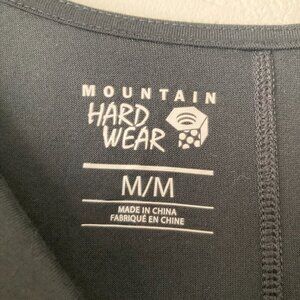 MOUNTAIN
HARD
WEAR
M/M
MADE IN CHINA
FABRIQUÉ EN CHINE